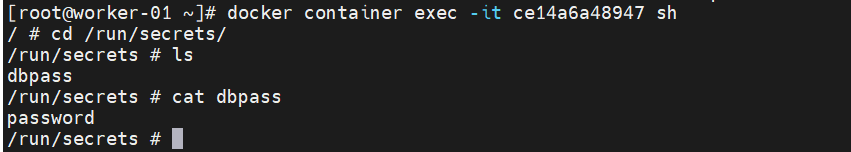 [root@worker-01 ~]# docker container exec -it ce14a6a48947 sh
/ # cd /run/secrets/
/run/secrets # ls
dbpass
/run/secrets # cat dbpass
password
/run/secrets #